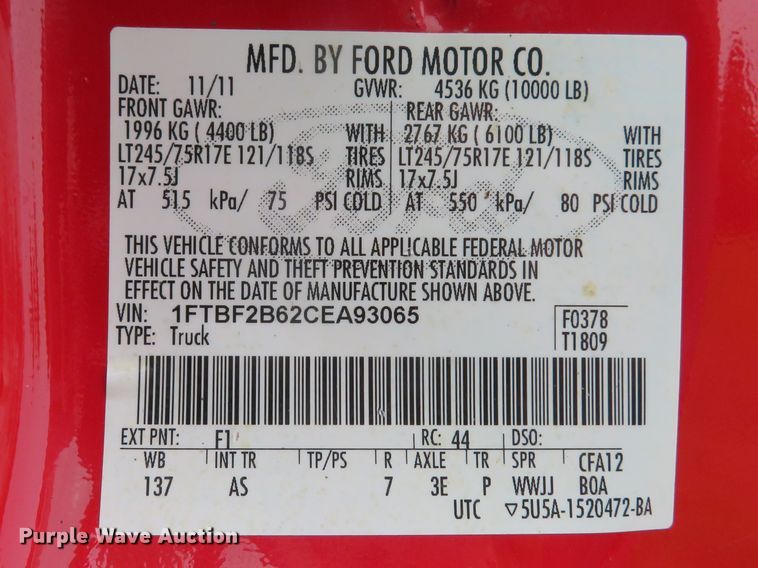 MFD. BY FORD MOTOR CO.
DATE: 11/11 GVWR: 4536 KG (10000 LB)
FRONT GAWR: REAR GAWR:
1996 KG ( 4400 LB) WITH 2767 KG ( 6100 LB) WITH
LT245/75R17E 121/118S TIRES LT245/75R17E 121/118S TIRES
17x7.5J RIMS 17x7.5J RIMS
AT 515 kPa/ 75 PSI COLD AT 550 kPa/ 80 PSI COLD
THIS VEHICLE CONFORMS TO ALL APPLICABLE FEDERAL MOTOR
VEHICLE SAFETY AND THEFT PREVENTION STANDARDS IN
EFFECT ON THE DATE OF MANUFACTURE SHOWN ABOVE.
VIN: 1FTBF2B62CEA93065 F0378
TYPE: Truck T1809
EXT PNT: F1 RC: 44 DSO:
WB INT TR TP/PS R AXLE TR SPR CFA12
137 AS 7 3E P WWJJ BOA
UTC ▽5U5A-1520472-BA
Purple Wave Auction